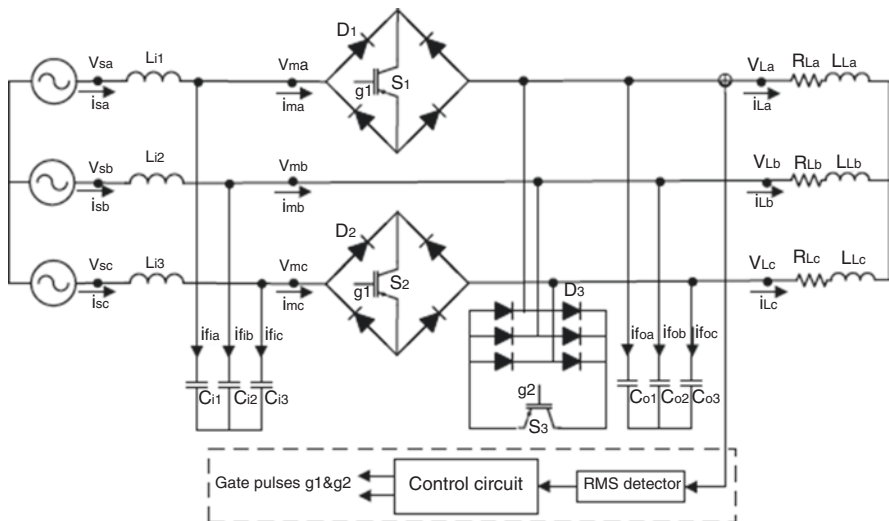 Vsa Li1 Vma D1 S1 g1 VLa RLa LLa
isa ima iLa
Vsb Li2 Vmb VLb RLb LLb
isb imb iLb
Vsc Li3 Vmc D2 S2 g1 D3 VLc RLc LLc
isc imc iLc
ifia ifib ific ifoa ifob ifoc
Ci1 Ci2 Ci3 g2 S3 Co1 Co2 Co3
Gate pulses g1&g2 Control circuit RMS detector